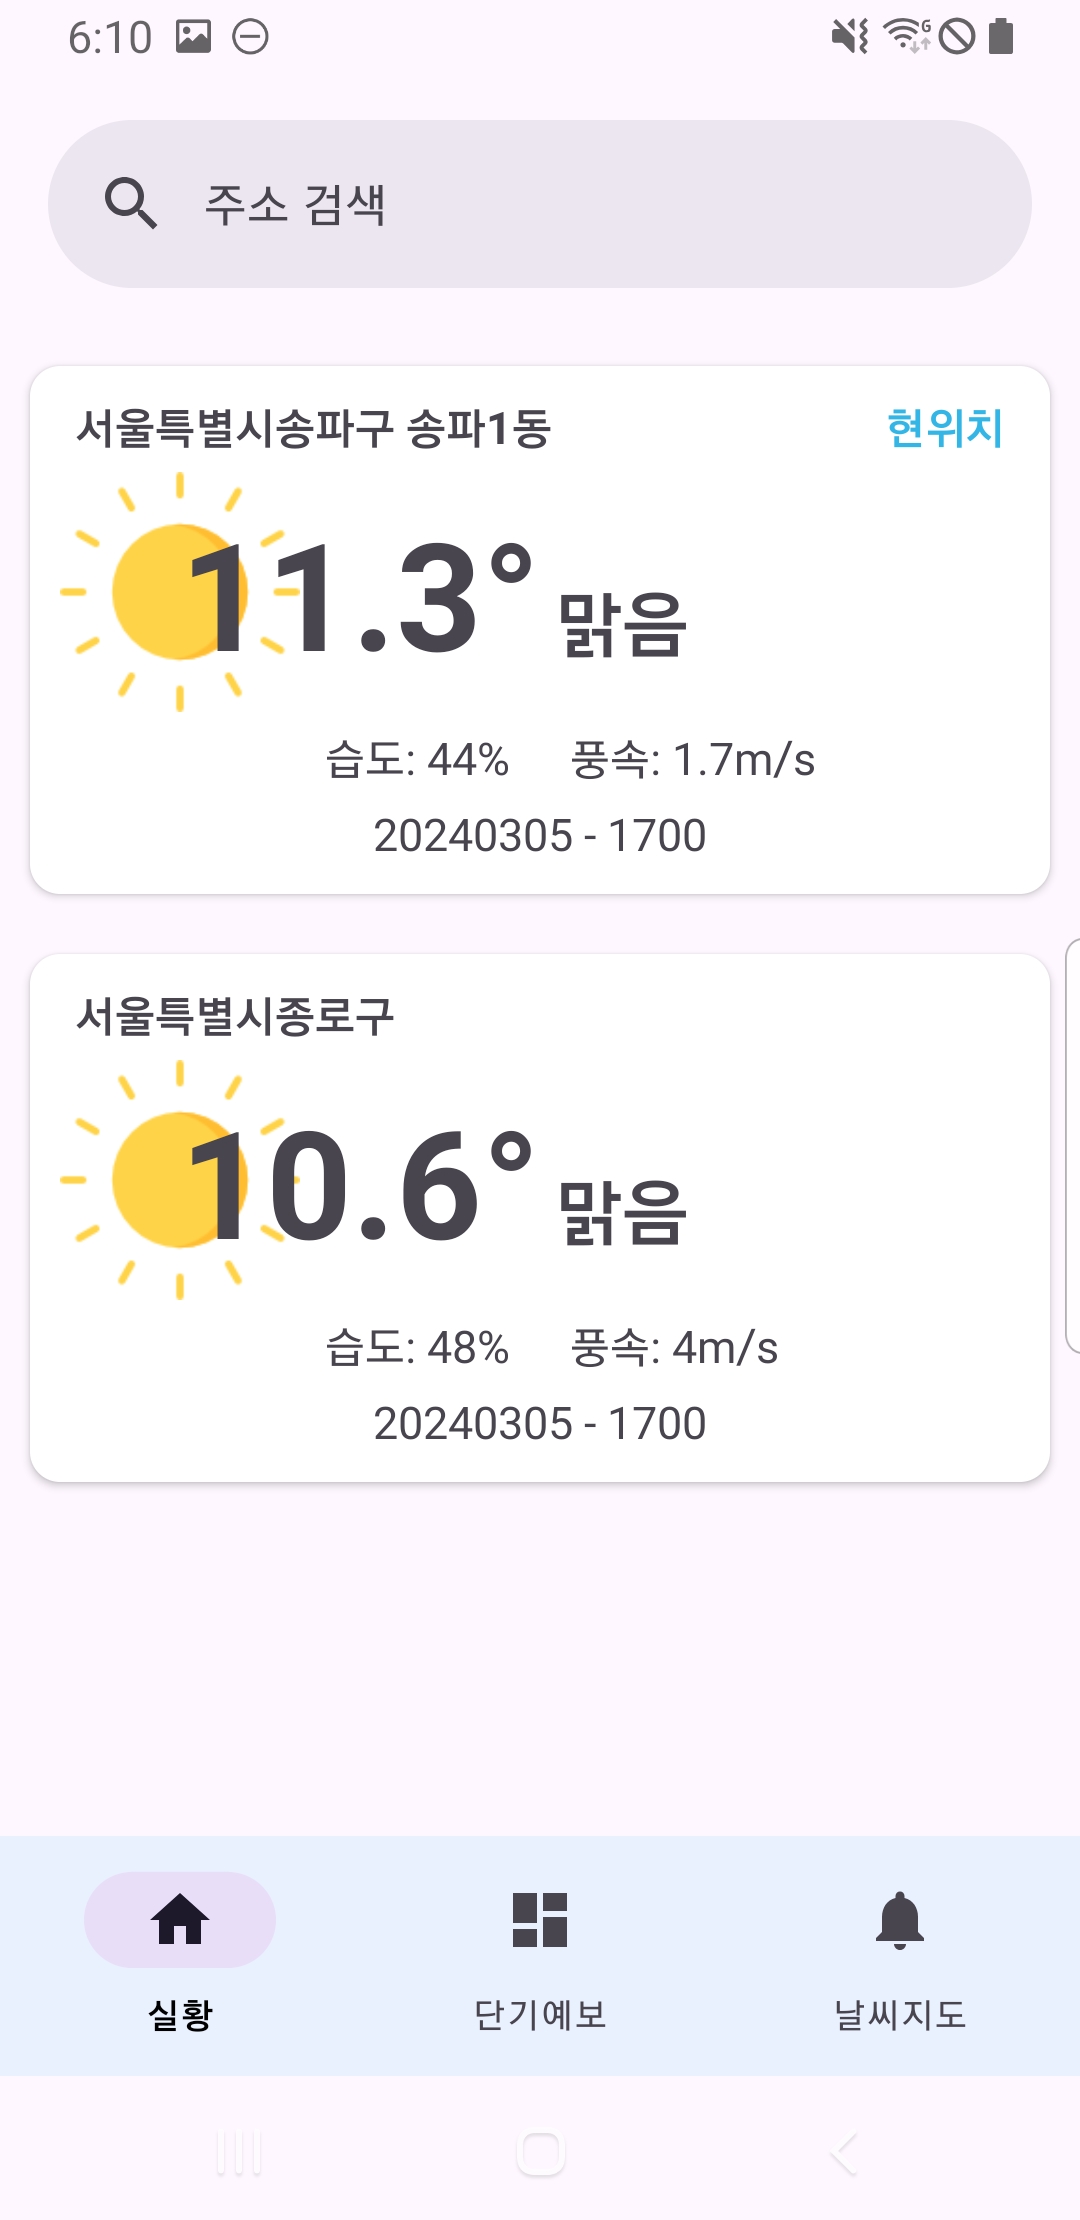 6:10
주소 검색
서울특별시송파구 송파1동 현위치
11.3° 맑음
습도: 44% 풍속: 1.7m/s
20240305 - 1700
서울특별시종로구
10.6° 맑음
습도: 48% 풍속: 4m/s
20240305 - 1700
실황 단기예보 날씨지도